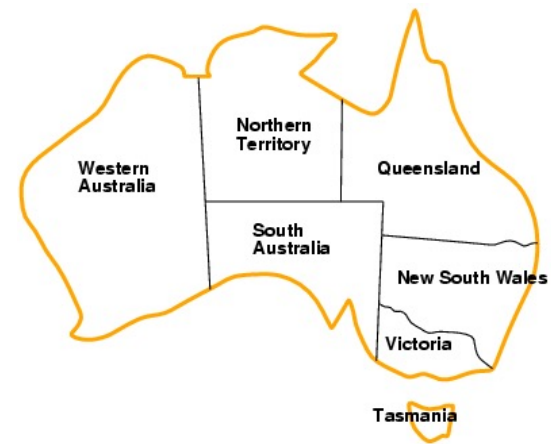 Northern
Territory
Western
Australia
Queensland
South
Australia
New South Wales
Victoria
Tasmania